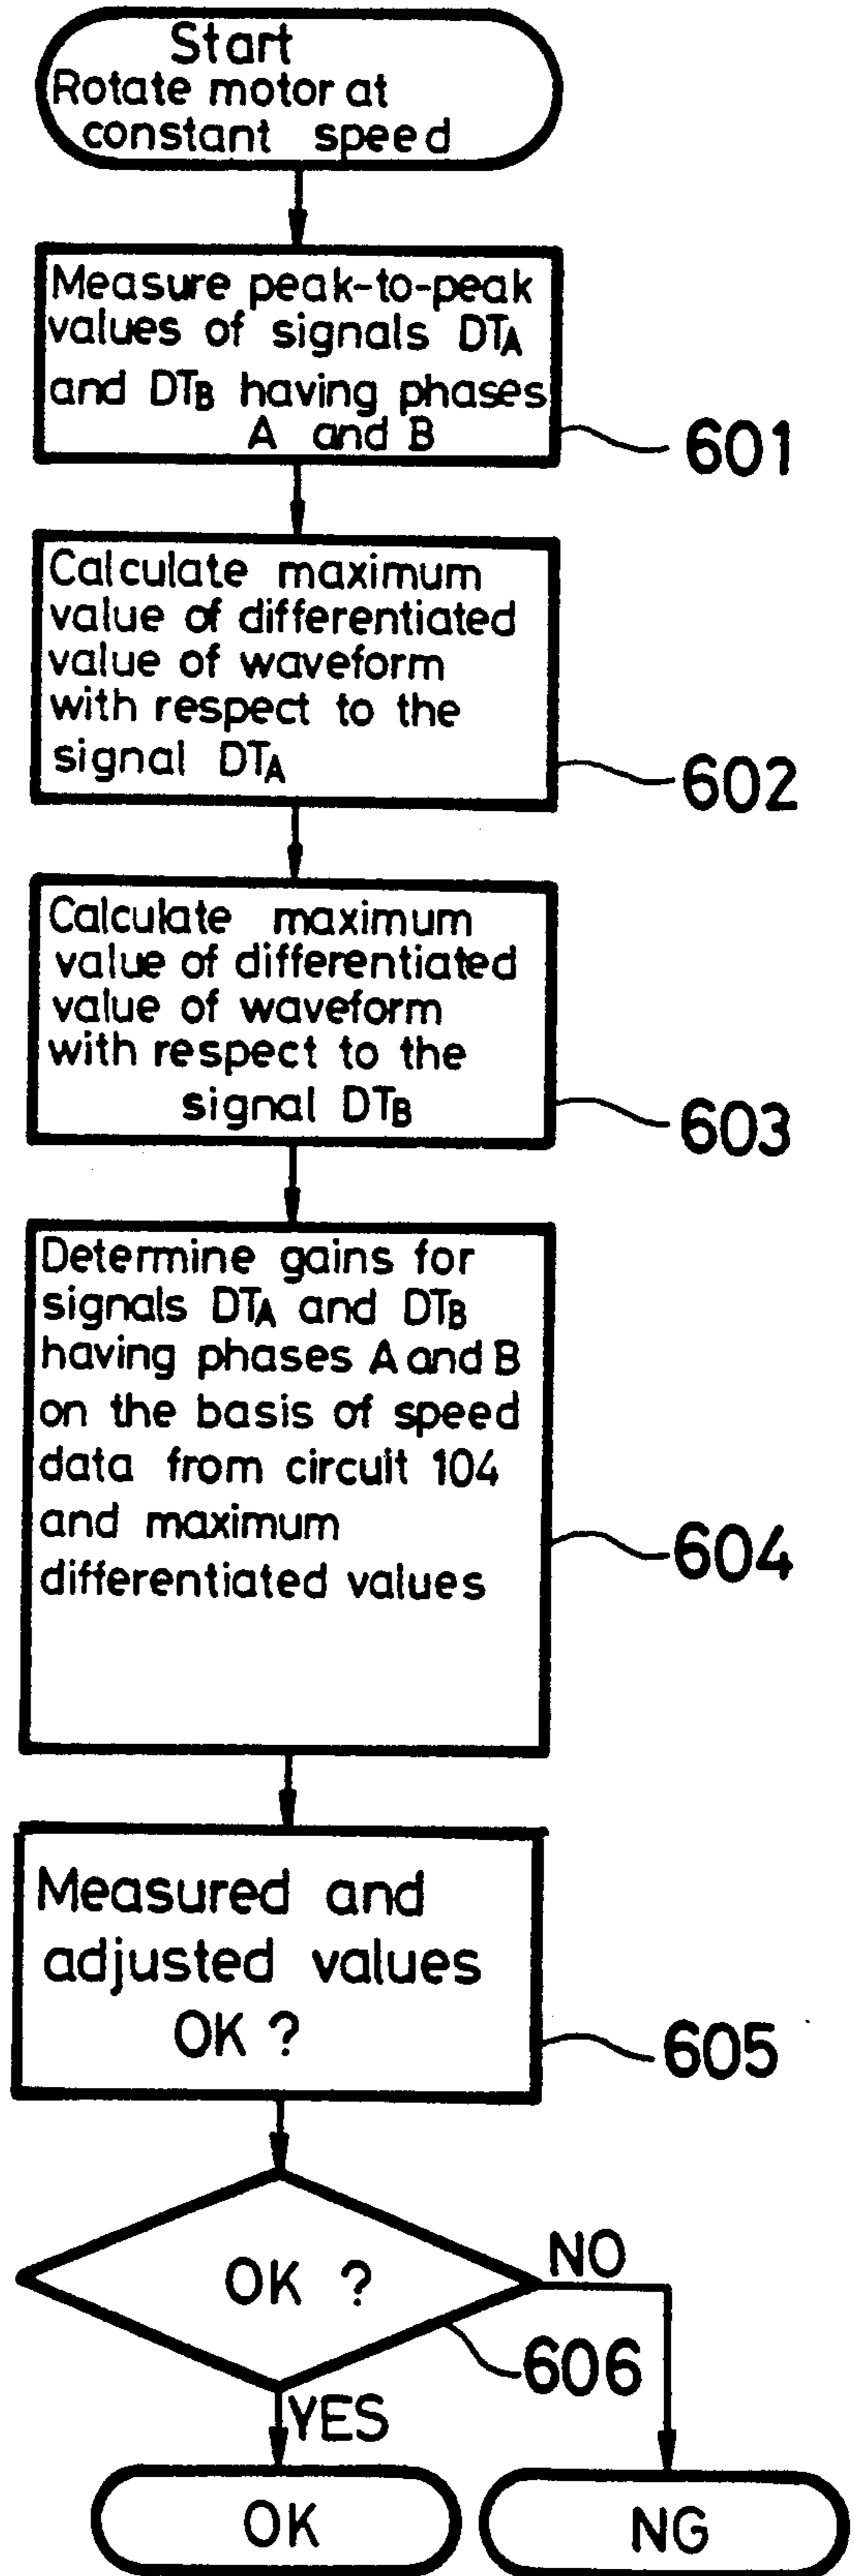 Start
Rotate motor at
constant speed
Measure peak-to-peak
values of signals DTA
and DTB having phases
A and B
601
Calculate maximum
value of differentiated
value of waveform
with respect to the
signal DTA
602
Calculate maximum
value of differentiated
value of waveform
with respect to the
signal DTB
603
Determine gains for
signals DTA and DTB
having phases A and B
on the basis of speed
data from circuit 104
and maximum
differentiated values
604
Measured and
adjusted values
OK ?
605
OK ?
NO
606
YES
OK
NG